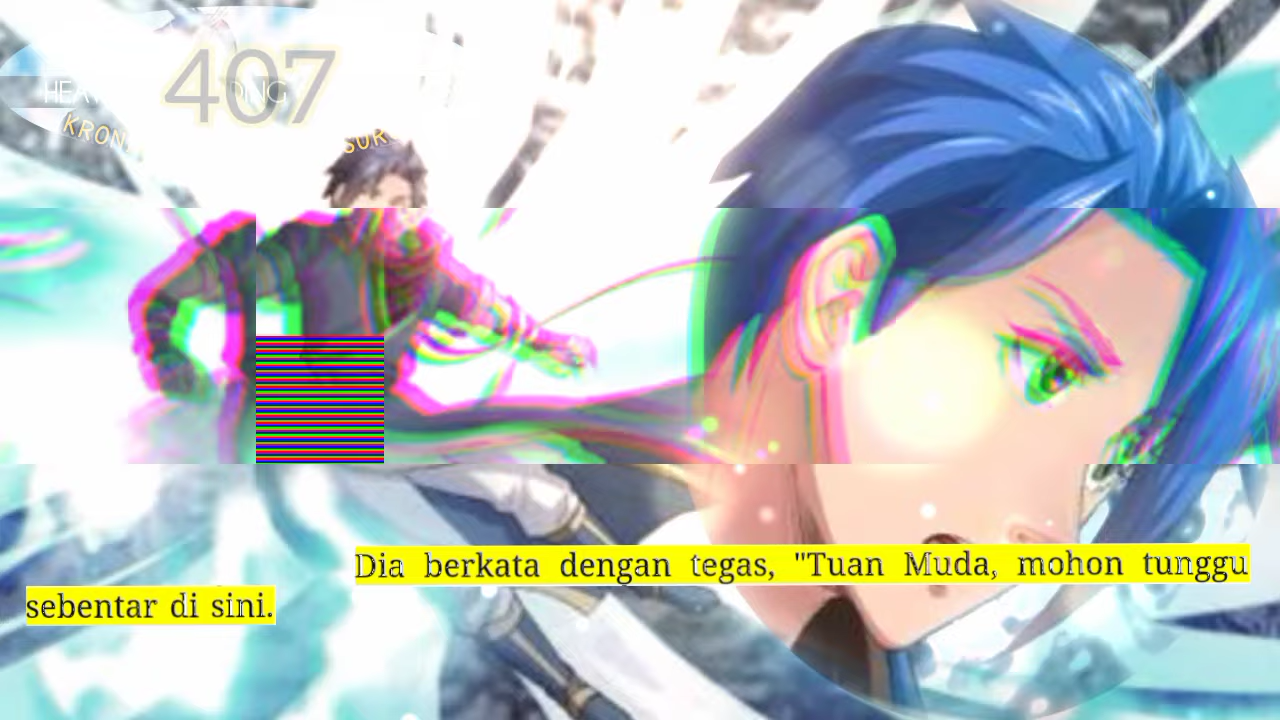 407
Dia berkata dengan tegas, "Tuan Muda, mohon tunggu
sebentar di sini.